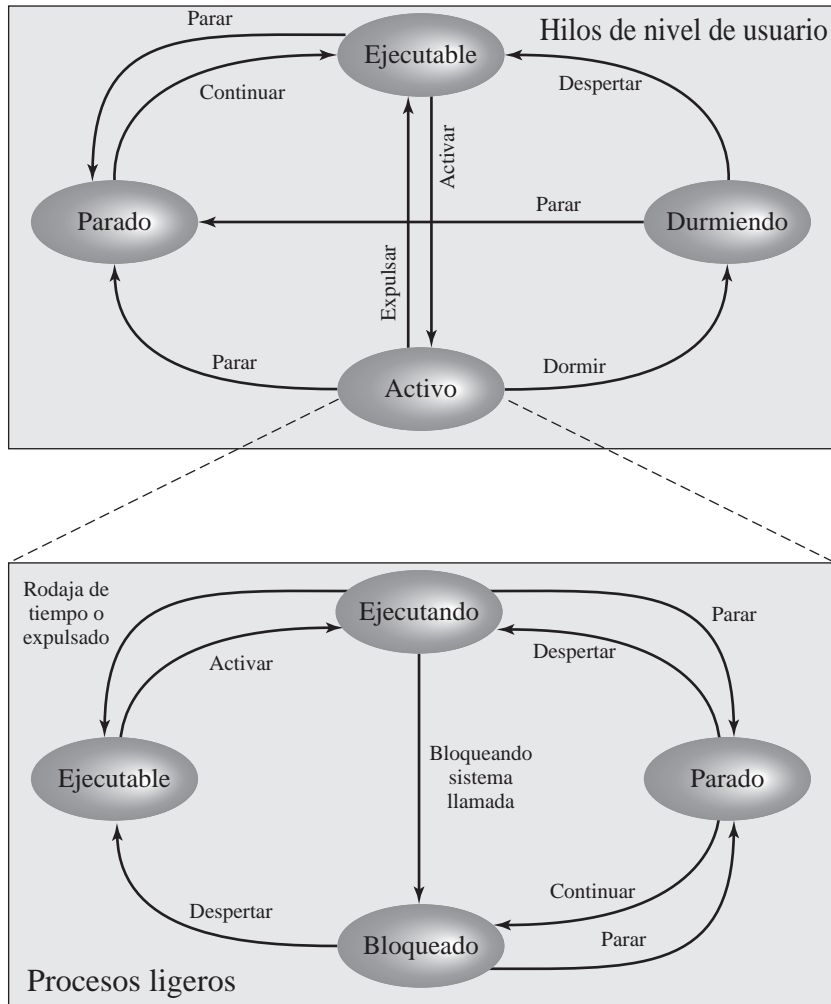 Hilos de nivel de usuario
Parar
Ejecutable
Continuar
Despertar
Activar
Parado
Parar
Durmiendo
Expulsar
Parar
Dormir
Activo
Rodaja de
tiempo o
expulsado
Ejecutando
Parar
Activar
Despertar
Ejecutable
Bloqueando
sistema
llamada
Parado
Continuar
Despertar
Bloqueado
Parar
Procesos ligeros